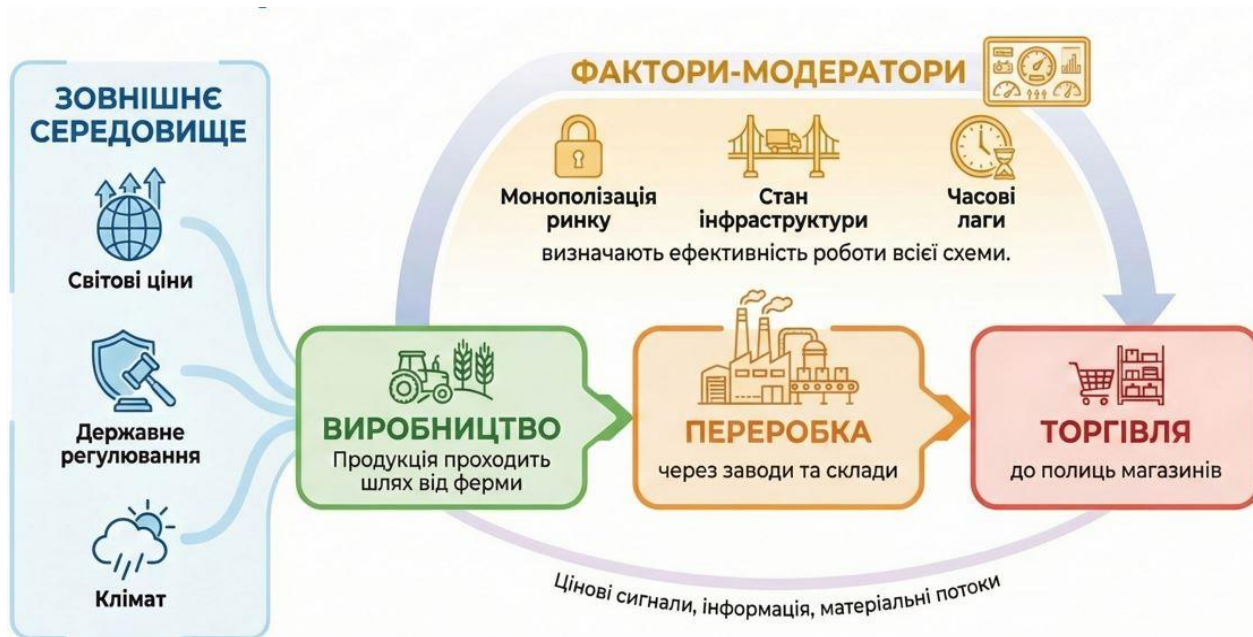 ЗОВНІШНЄ
СЕРЕДОВИЩЕ
Світові ціни
Державне
регулювання
Клімат
ФАКТОРИ-МОДЕРАТОРИ
Монополізація
ринку
Стан
інфраструктури
Часові
лаги
визначають ефективність роботи всієї схеми.
ВИРОБНИЦТВО
Продукція проходить
шлях від ферми
ПЕРЕРОБКА
через заводи та склади
ТОРГІВЛЯ
до полиць магазинів
Цінові сигнали, інформація, матеріальні потоки